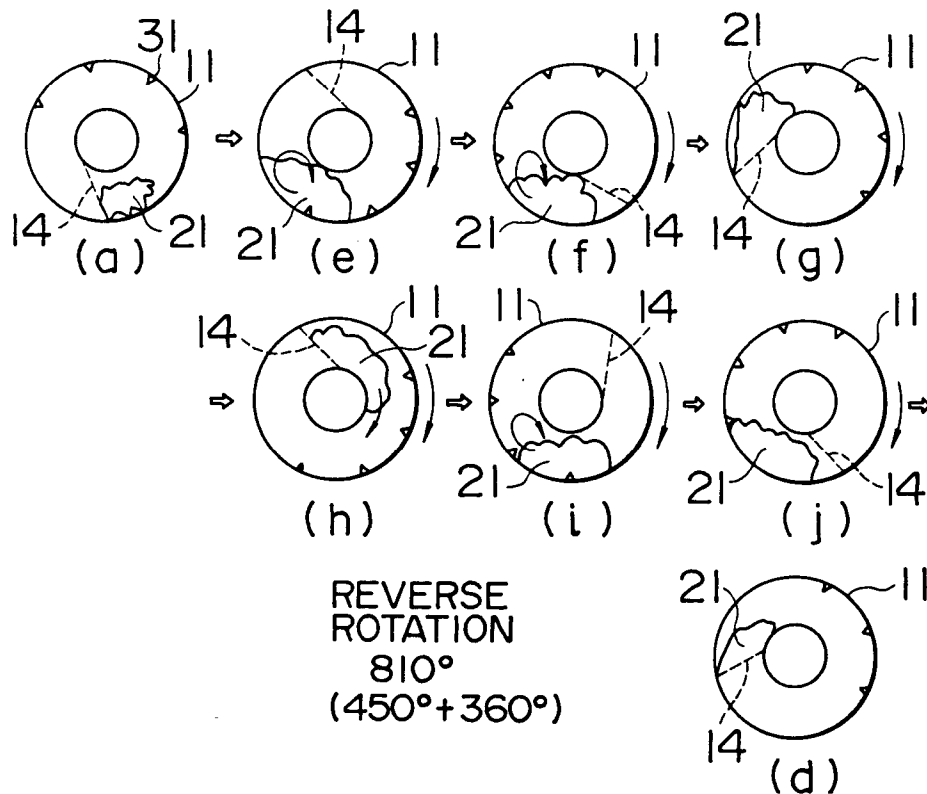 31 11 14 11 11 21 11
14 21 21 21 14 14
(a) (e) (f) (g)
14 11 21 11 14 11
21 21 14
(h) (i) (j)
REVERSE
ROTATION
810°
(450°+360°)
21 11
14
(d)